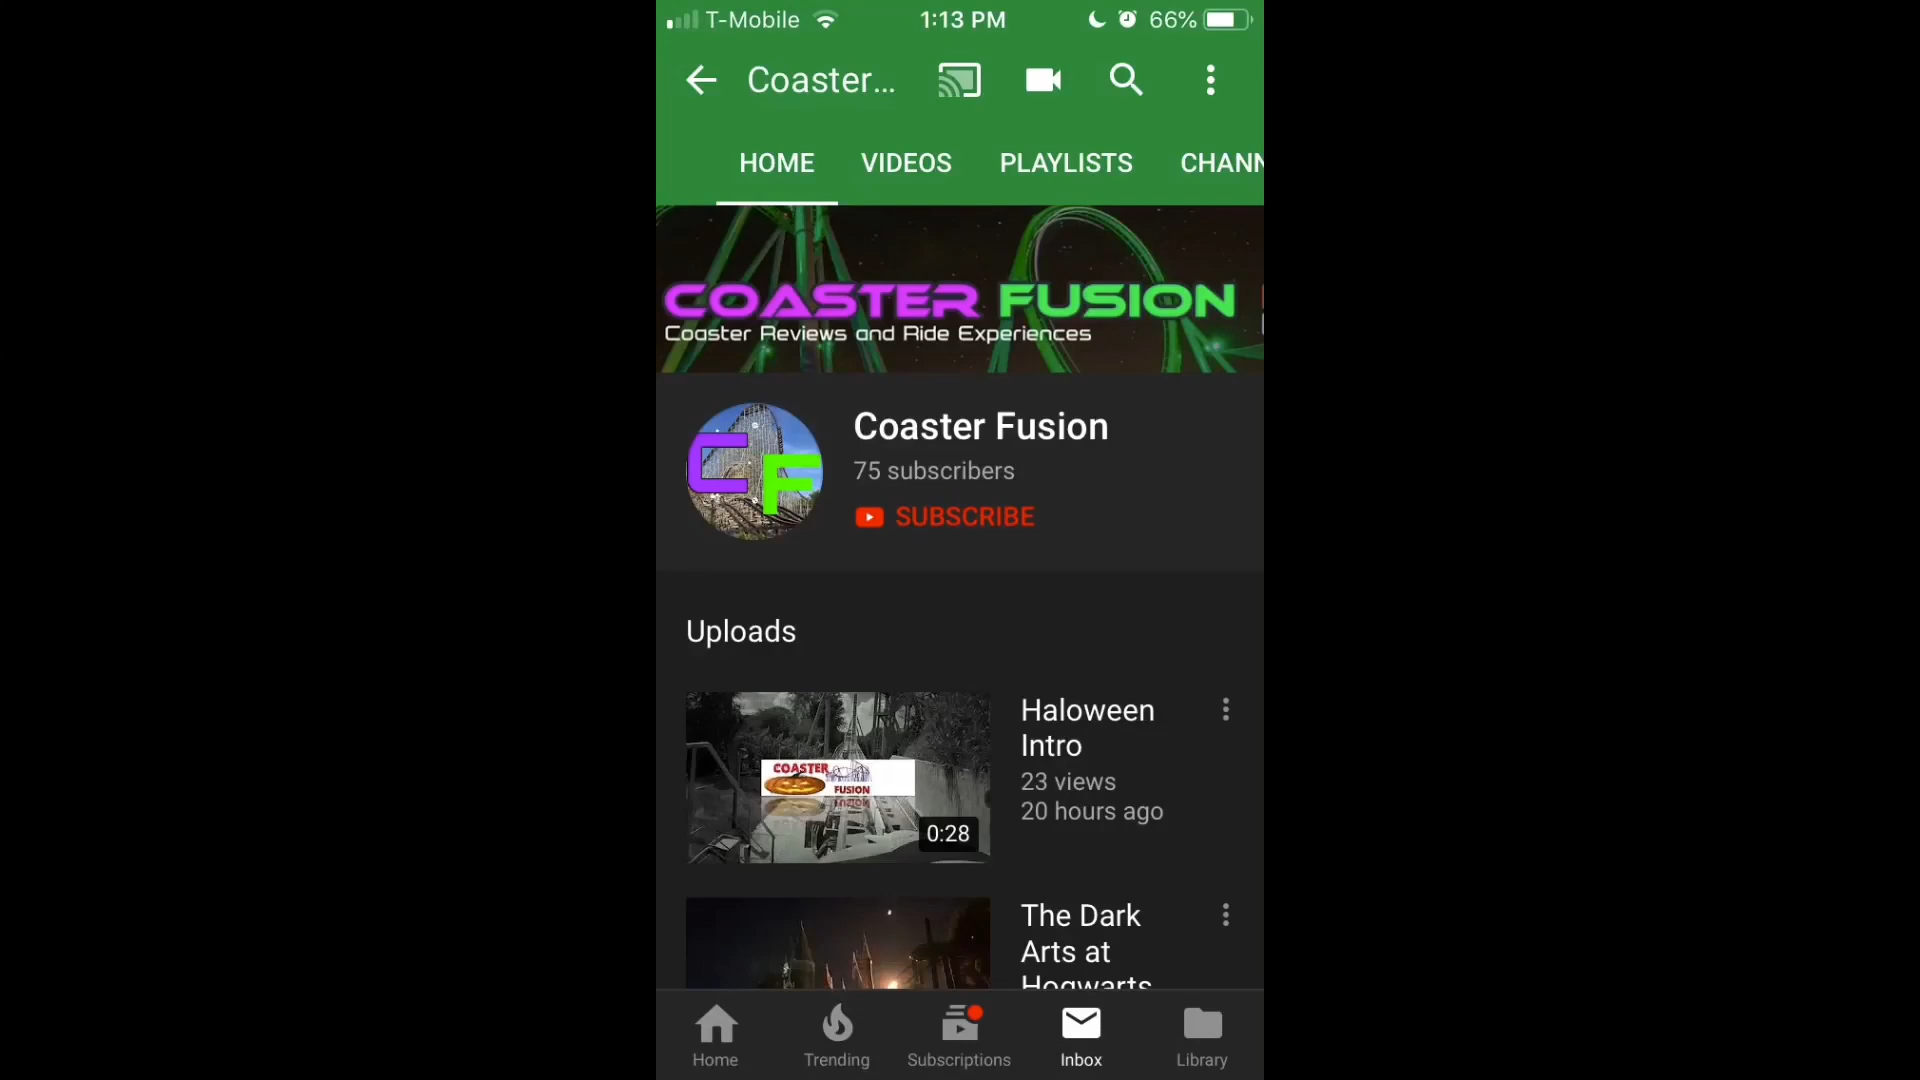 T-Mobile 1:13 PM 66%
Coaster...
HOME VIDEOS PLAYLISTS CHANN
COASTER FUSION
Coaster Reviews and Ride Experiences
CF
Coaster Fusion
75 subscribers
SUBSCRIBE
Uploads
COASTER
FUSION
0:28
Haloween
Intro
23 views
20 hours ago
The Dark
Arts at
Hogwarts
Home Trending Subscriptions Inbox Library